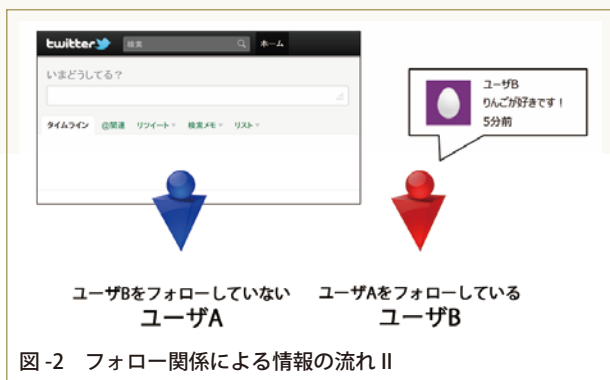 twitter
検索
ホーム
いまどうしてる？
タイムライン @関連 リツイート 検索メモ リスト
ユーザB
りんごが好きです！
5分前
ユーザBをフォローしていない
ユーザA
ユーザAをフォローしている
ユーザB
図-2 フォロー関係による情報の流れ II